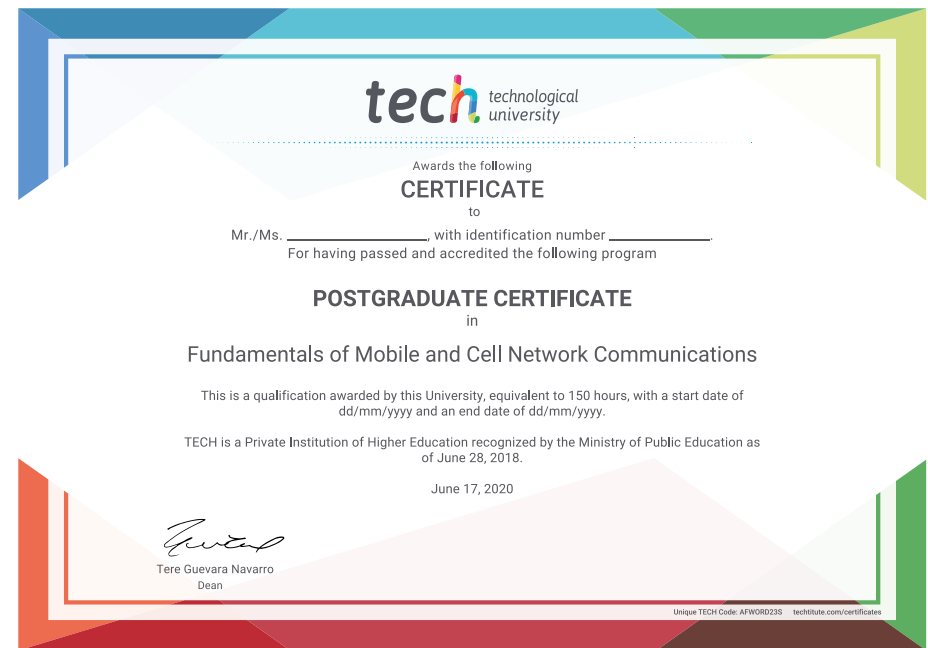 tech technological
university
Awards the following
CERTIFICATE
to
Mr./Ms. ____________________, with identification number ______________.
For having passed and accredited the following program
POSTGRADUATE CERTIFICATE
in
Fundamentals of Mobile and Cell Network Communications
This is a qualification awarded by this University, equivalent to 150 hours, with a start date of
dd/mm/yyyy and an end date of dd/mm/yyyy.
TECH is a Private Institution of Higher Education recognized by the Ministry of Public Education as
of June 28, 2018.
June 17, 2020
Tere Guevara Navarro
Dean
Unique TECH Code: AFWORD23S techtitute.com/certificates